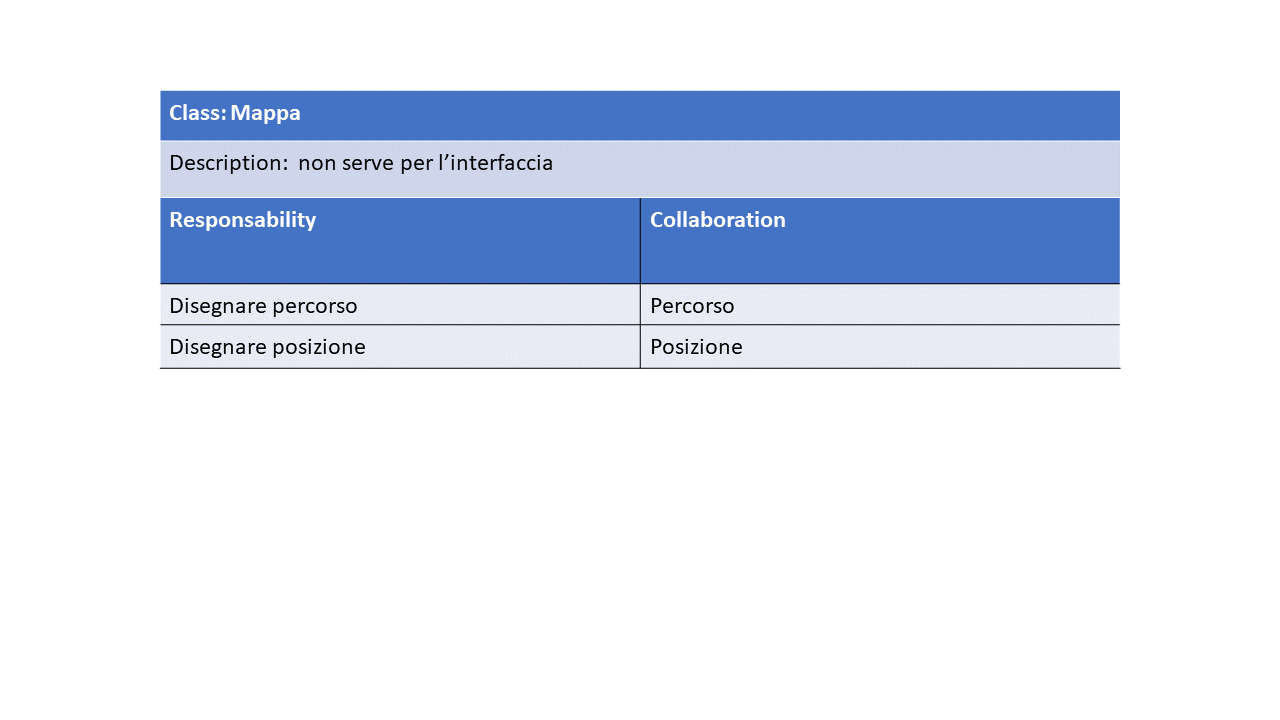 Class: Mappa
Description:  non serve per l’interfaccia
Responsability
Collaboration
Disegnare percorso
Percorso
Disegnare posizione
Posizione